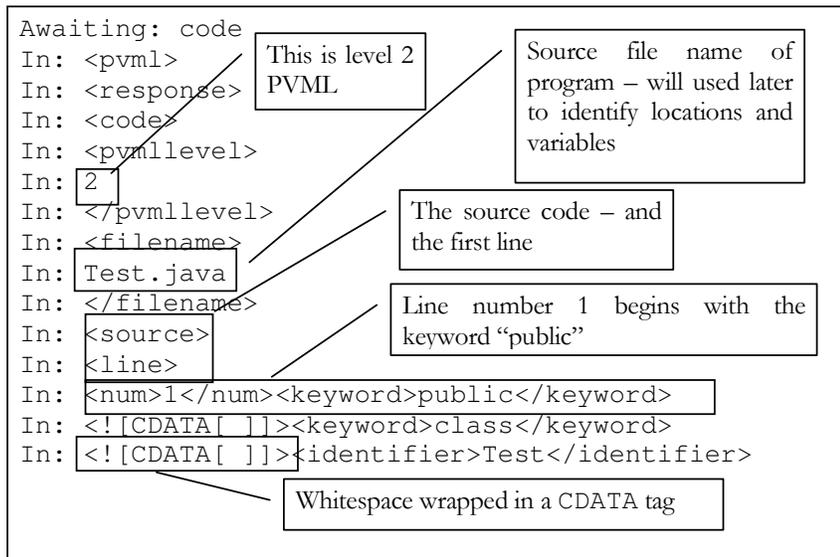 Awaiting: code
In: <pvml>
In: <response>
In: <code>
In: <pvmllevel>
In: 2
In: </pvmllevel>
In: <filename>
In: Test.java
In: </filename>
In: <source>
In: <line>
In: <num>1</num><keyword>public</keyword>
In: <![CDATA[ ]]><keyword>class</keyword>
In: <![CDATA[ ]]><identifier>Test</identifier>
This is level 2
PVML
Source file name of
program – will used later
to identify locations and
variables
The source code – and
the first line
Line number 1 begins with the
keyword “public”
Whitespace wrapped in a CDATA tag